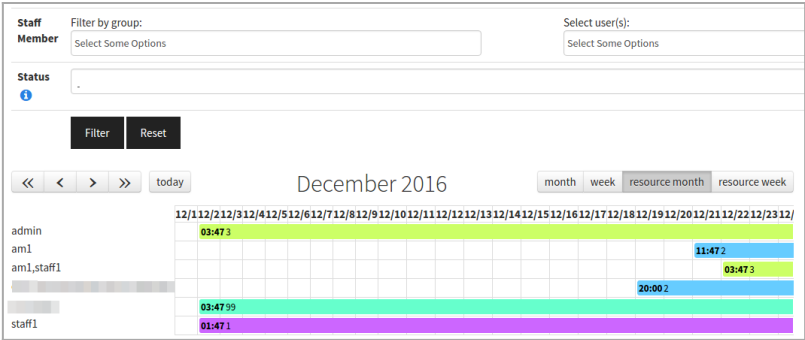 Staff Member Filter by group: Select user(s):
Select Some Options Select Some Options
Status
.
Filter Reset
today December 2016 month week resource month resource week
12/1 12/2 12/3 12/4 12/5 12/6 12/7 12/8 12/9 12/10 12/11 12/12 12/13 12/14 12/15 12/16 12/17 12/18 12/19 12/20 12/21 12/22 12/23 12/
admin 03:47 3
am1 11:47 2
am1,staff1 03:47 3
20:00 2
03:47 99
staff1 01:47 1